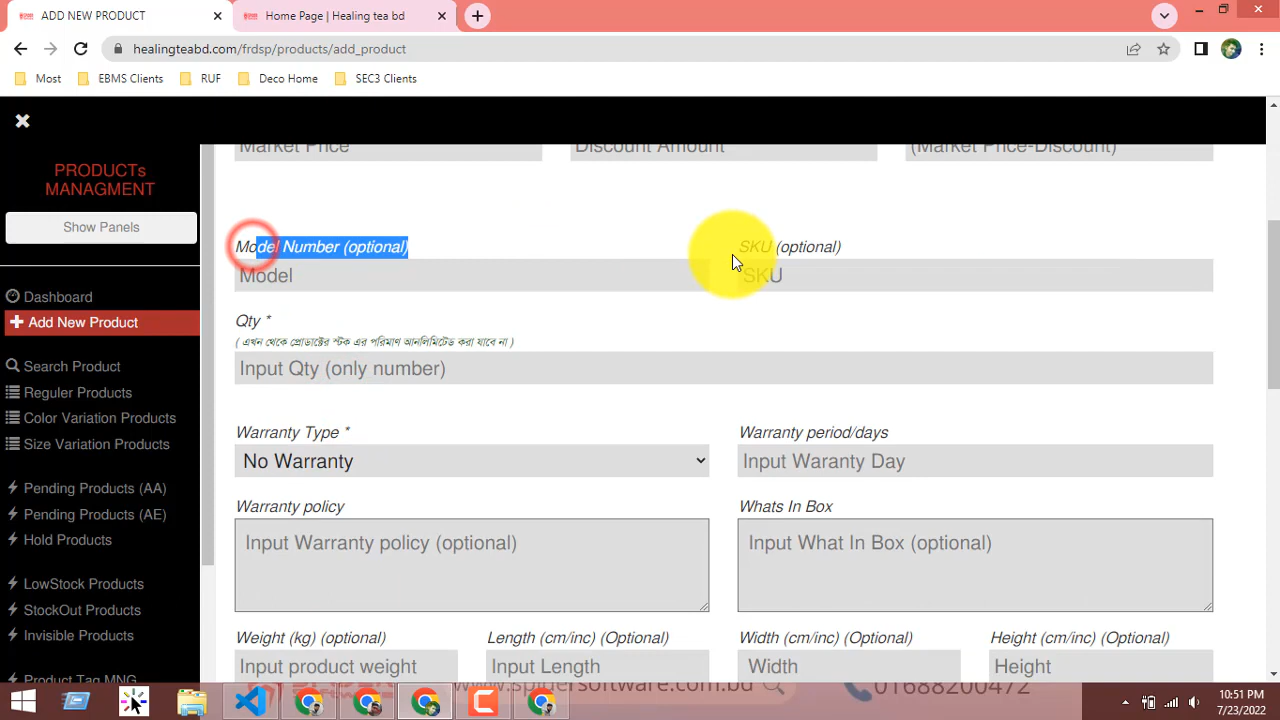 ADD NEW PRODUCT
Home Page | Healing tea bd
healingteabd.com/frdsp/products/add_product
Most
EBMS Clients
RUF
Deco Home
SEC3 Clients
PRODUCTs
MANAGMENT
Show Panels
Dashboard
Add New Product
Search Product
Reguler Products
Color Variation Products
Size Variation Products
Pending Products (AA)
Pending Products (AE)
Hold Products
LowStock Products
StockOut Products
Invisible Products
Product Tag MNG
Market Price
Discount Amount
(Market Price-Discount)
Model Number (optional)
SKU (optional)
Model
SKU
Qty *
( এখন থেকে প্রোডাক্টের স্টক এর পরিমাণ আনলিমিটেড করা যাবে না )
Input Qty (only number)
Warranty Type *
Warranty period/days
No Warranty
Input Waranty Day
Warranty policy
Whats In Box
Input Warranty policy (optional)
Input What In Box (optional)
Weight (kg) (optional)
Length (cm/inc) (Optional)
Width (cm/inc) (Optional)
Height (cm/inc) (Optional)
Input product weight
Input Length
Width
Height
www.spidersoftware.com.bd
01688200472
10:51 PM
7/23/2022